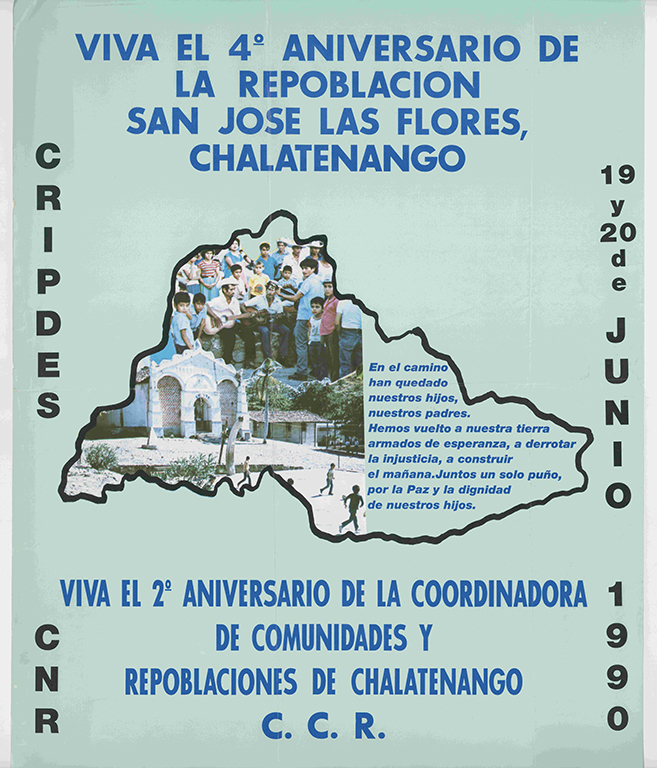 VIVA EL 4º ANIVERSARIO DE
LA REPOBLACION
SAN JOSE LAS FLORES,
CHALATENANGO
CRIPDES
19
y
20
de
JUNIO
En el camino
han quedado
nuestros hijos,
nuestros padres.
Hemos vuelto a nuestra tierra
armados de esperanza, a derrotar
la injusticia, a construir
el mañana.Juntos un solo puño,
por la Paz y la dignidad
de nuestros hijos.
VIVA EL 2º ANIVERSARIO DE LA COORDINADORA
DE COMUNIDADES Y
REPOBLACIONES DE CHALATENANGO
C. C. R.
CNR
1990